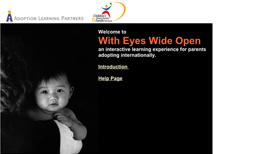 ADOPTION LEARNING PARTNERS
Welcome to
With Eyes Wide Open
an interactive learning experience for parents
adopting internationally.
Introduction
Help Page